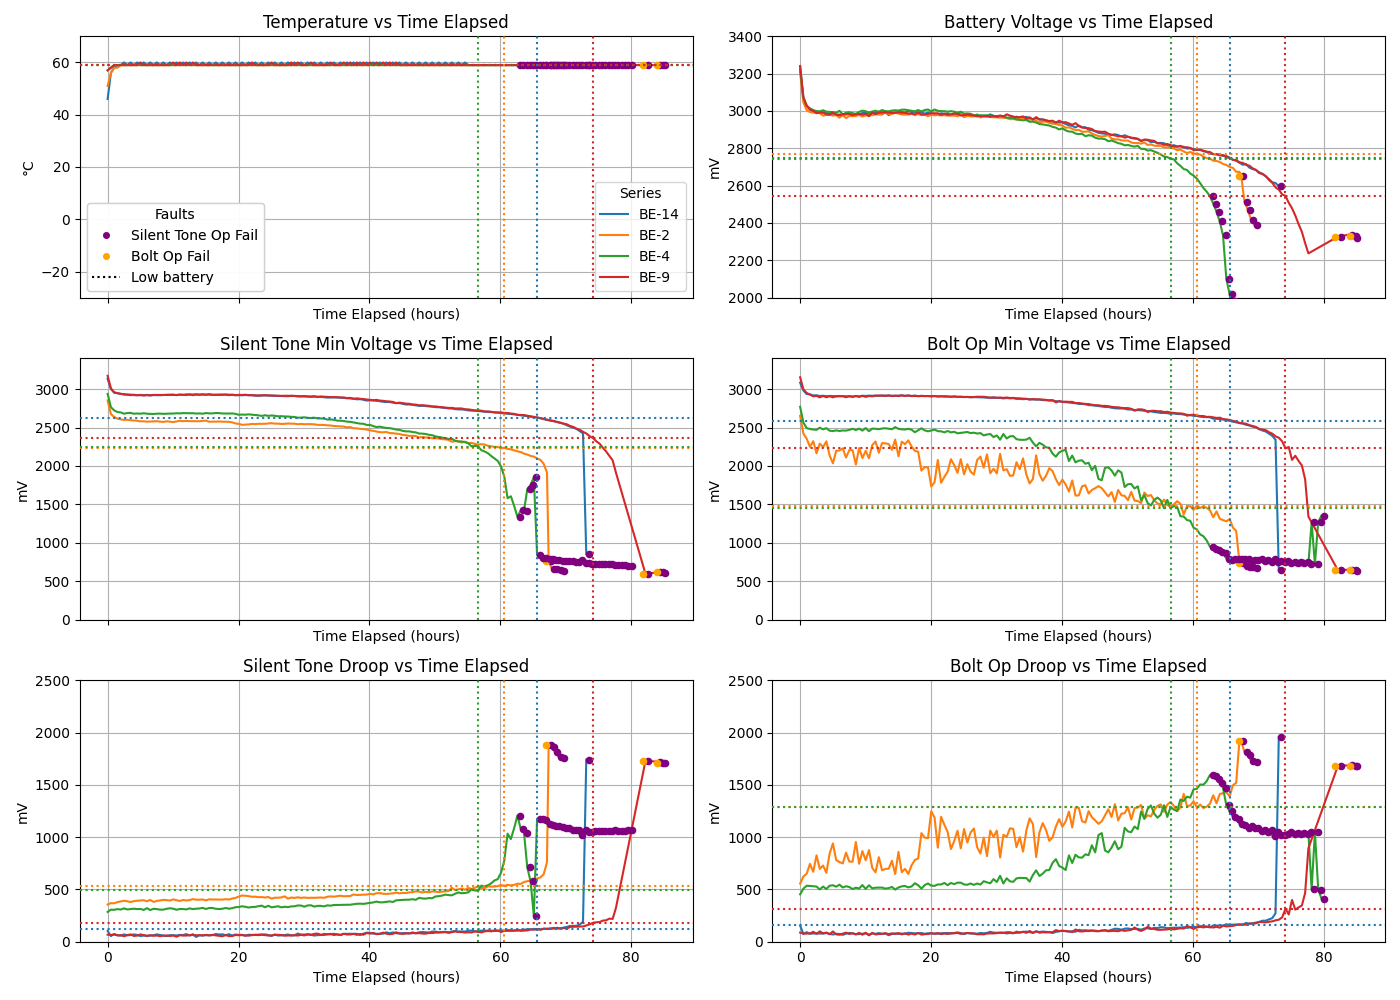 Temperature vs Time Elapsed
60
40
20
0
−20
°C
Time Elapsed (hours)
Faults
Silent Tone Op Fail
Bolt Op Fail
Low battery
Series
BE-14
BE-2
BE-4
BE-9
Battery Voltage vs Time Elapsed
3400
3200
3000
2800
2600
2400
2200
2000
mV
Time Elapsed (hours)
Silent Tone Min Voltage vs Time Elapsed
3000
2500
2000
1500
1000
500
0
mV
Time Elapsed (hours)
Bolt Op Min Voltage vs Time Elapsed
3000
2500
2000
1500
1000
500
0
mV
Time Elapsed (hours)
Silent Tone Droop vs Time Elapsed
2500
2000
1500
1000
500
0
mV
0 20 40 60 80
Time Elapsed (hours)
Bolt Op Droop vs Time Elapsed
2500
2000
1500
1000
500
0
mV
0 20 40 60 80
Time Elapsed (hours)